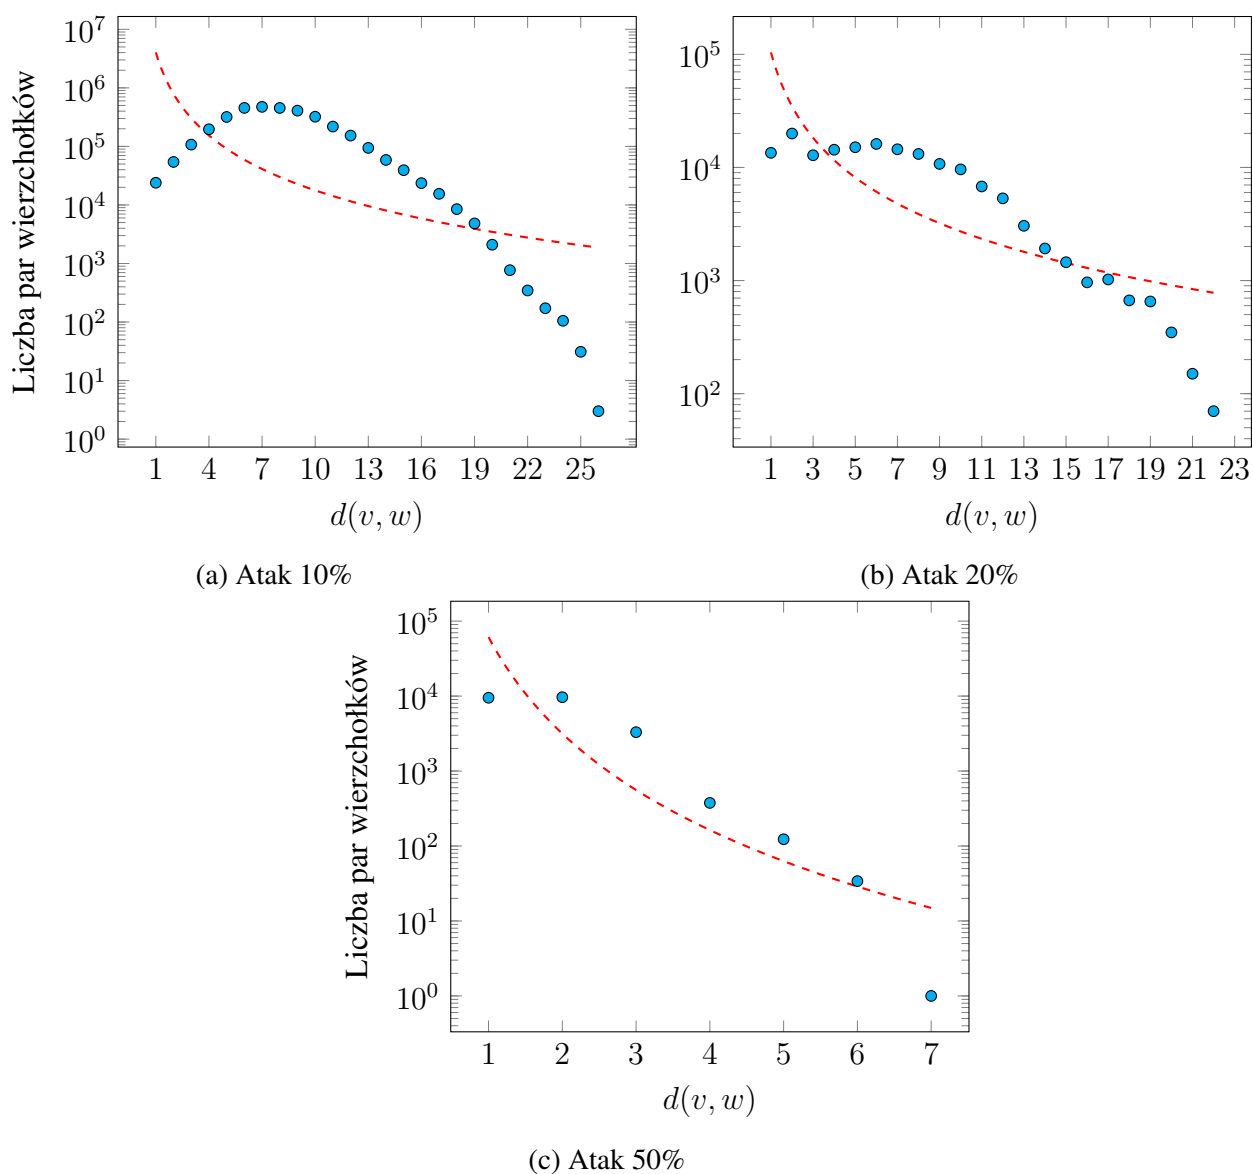 10^7
10^6
10^5
10^4
10^3
10^2
10^1
10^0
Liczba par wierzchołków
1 4 7 10 13 16 19 22 25
d(v, w)
(a) Atak 10%
10^5
10^4
10^3
10^2
1 3 5 7 9 11 13 15 17 19 21 23
d(v, w)
(b) Atak 20%
10^5
10^4
10^3
10^2
10^1
10^0
Liczba par wierzchołków
1 2 3 4 5 6 7
d(v, w)
(c) Atak 50%